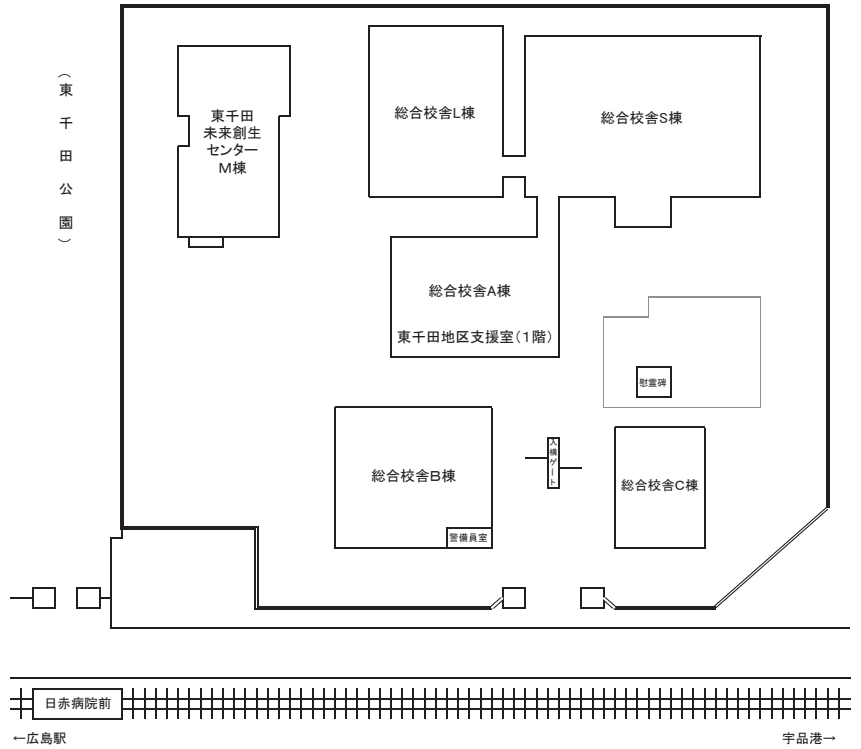 (東千田公園)
東千田
未来創生
センター
M棟
総合校舎L棟
総合校舎S棟
総合校舎A棟
東千田地区支援室(1階)
慰霊碑
総合校舎B棟
入構ゲート
総合校舎C棟
警備員室
日赤病院前
←広島駅
宇品港→